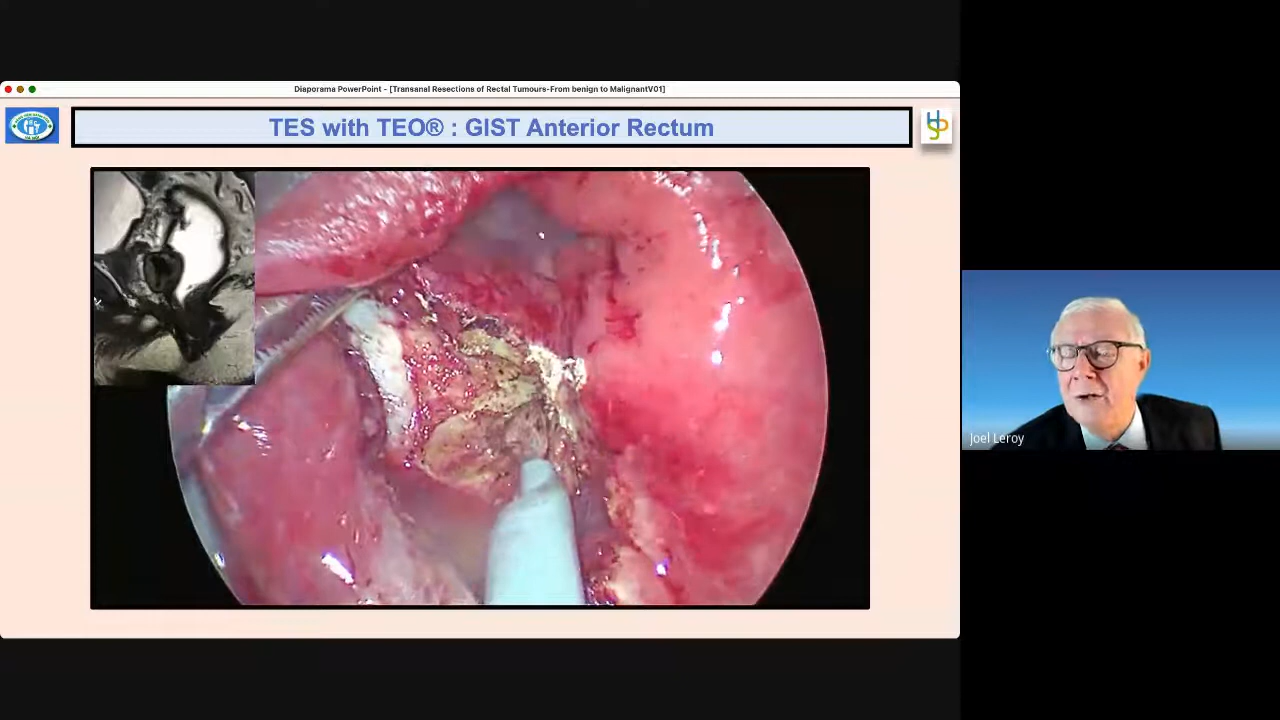 Diaporama PowerPoint - [Transanal Resections of Rectal Tumours-From benign to MalignantV01]
TES with TEO® : GIST Anterior Rectum
HSP
Joel Leroy